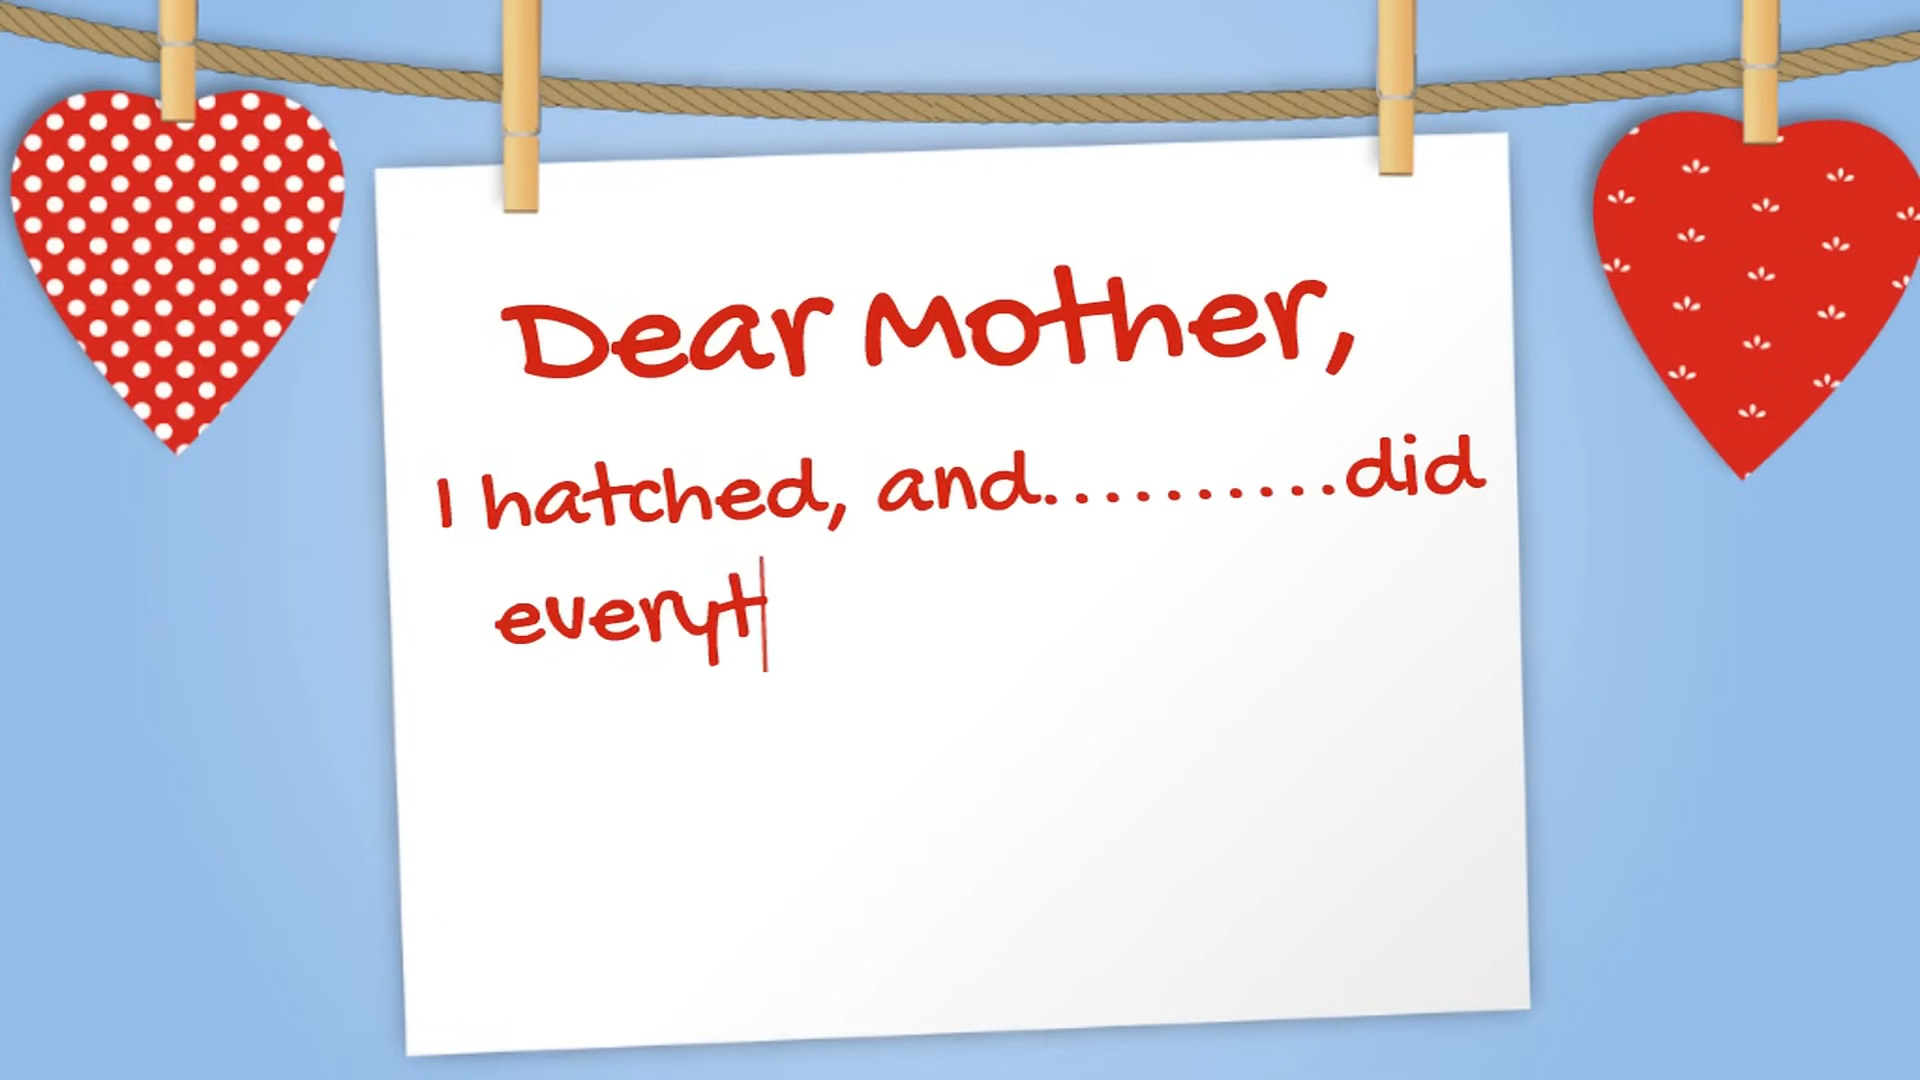 Dear Mother,
I hatched, and..........did
everyt